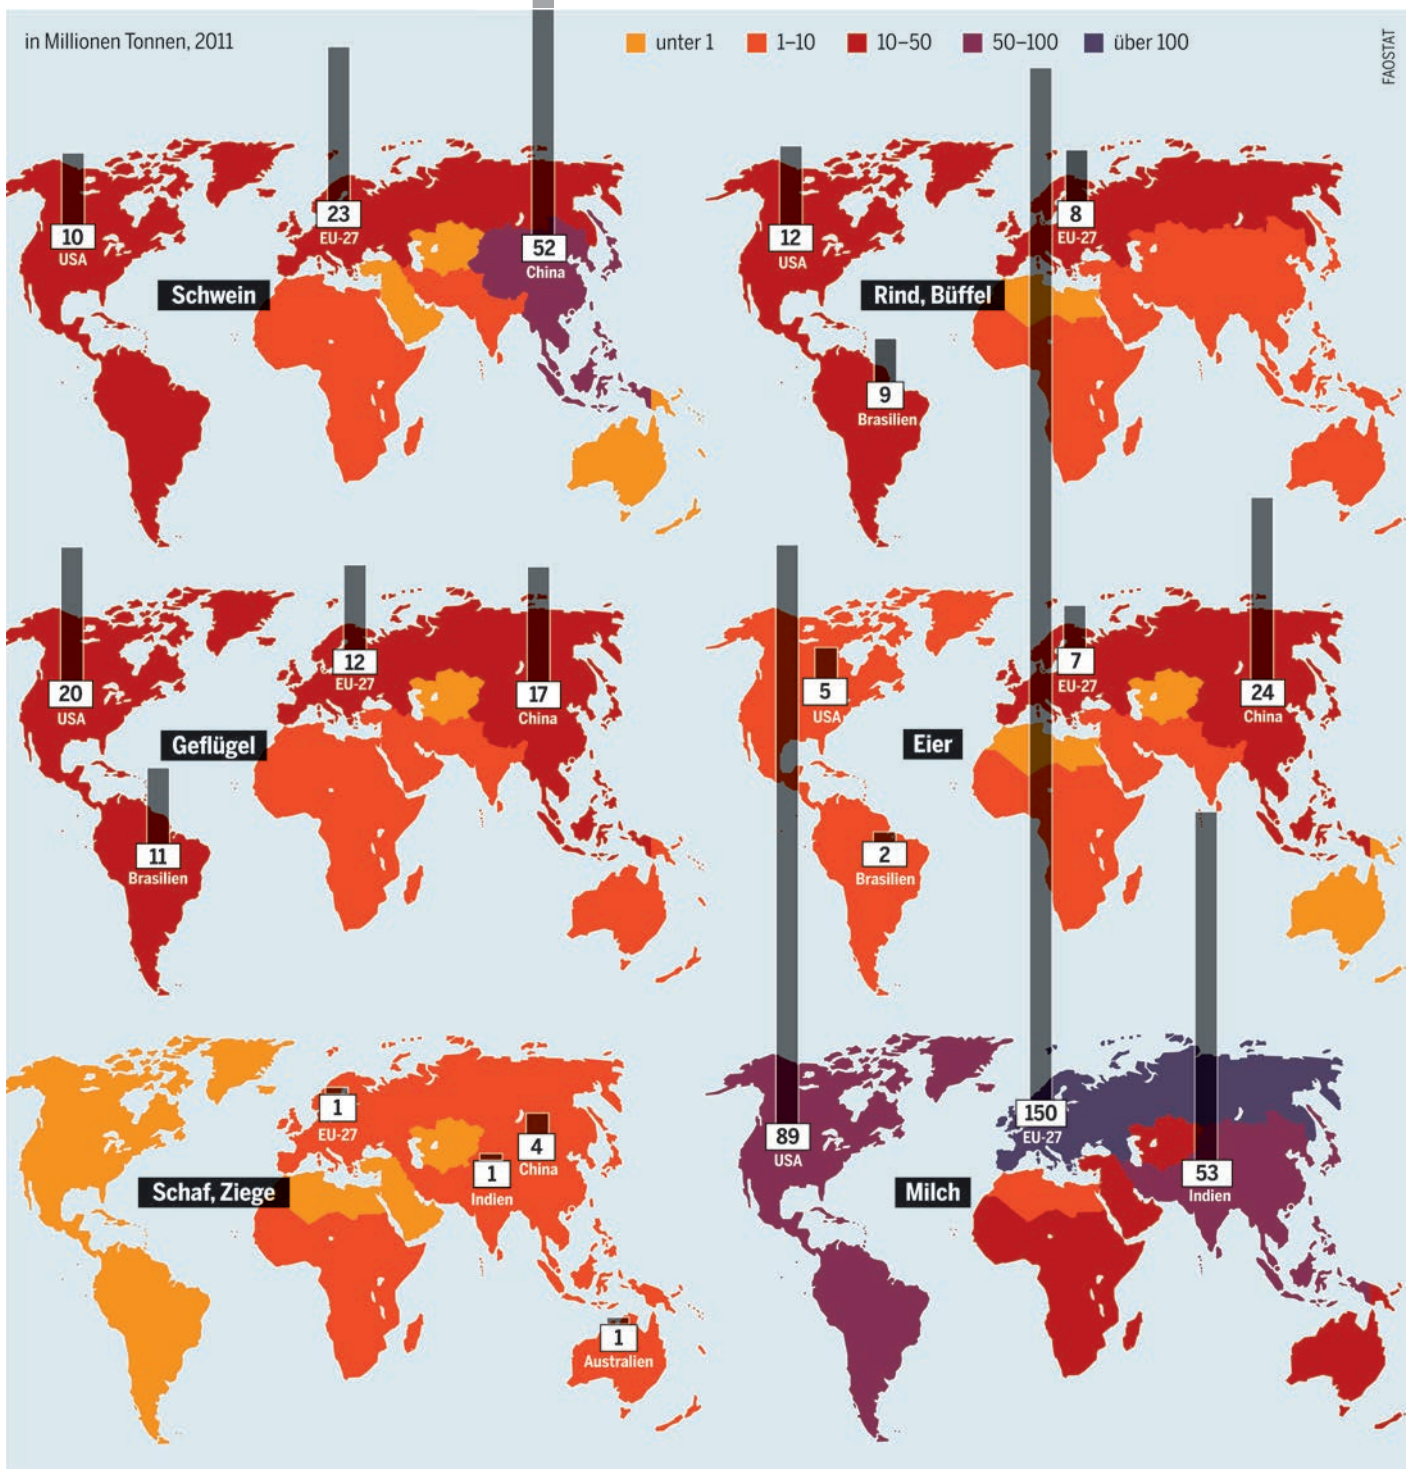 in Millionen Tonnen, 2011
unter 1
1–10
10–50
50–100
über 100
FAOSTAT
Schwein
10
USA
23
EU-27
52
China
Rind, Büffel
12
USA
8
EU-27
9
Brasilien
Geflügel
20
USA
12
EU-27
17
China
11
Brasilien
Eier
5
USA
7
EU-27
24
China
2
Brasilien
Schaf, Ziege
1
EU-27
4
China
1
Indien
1
Australien
Milch
89
USA
150
EU-27
53
Indien